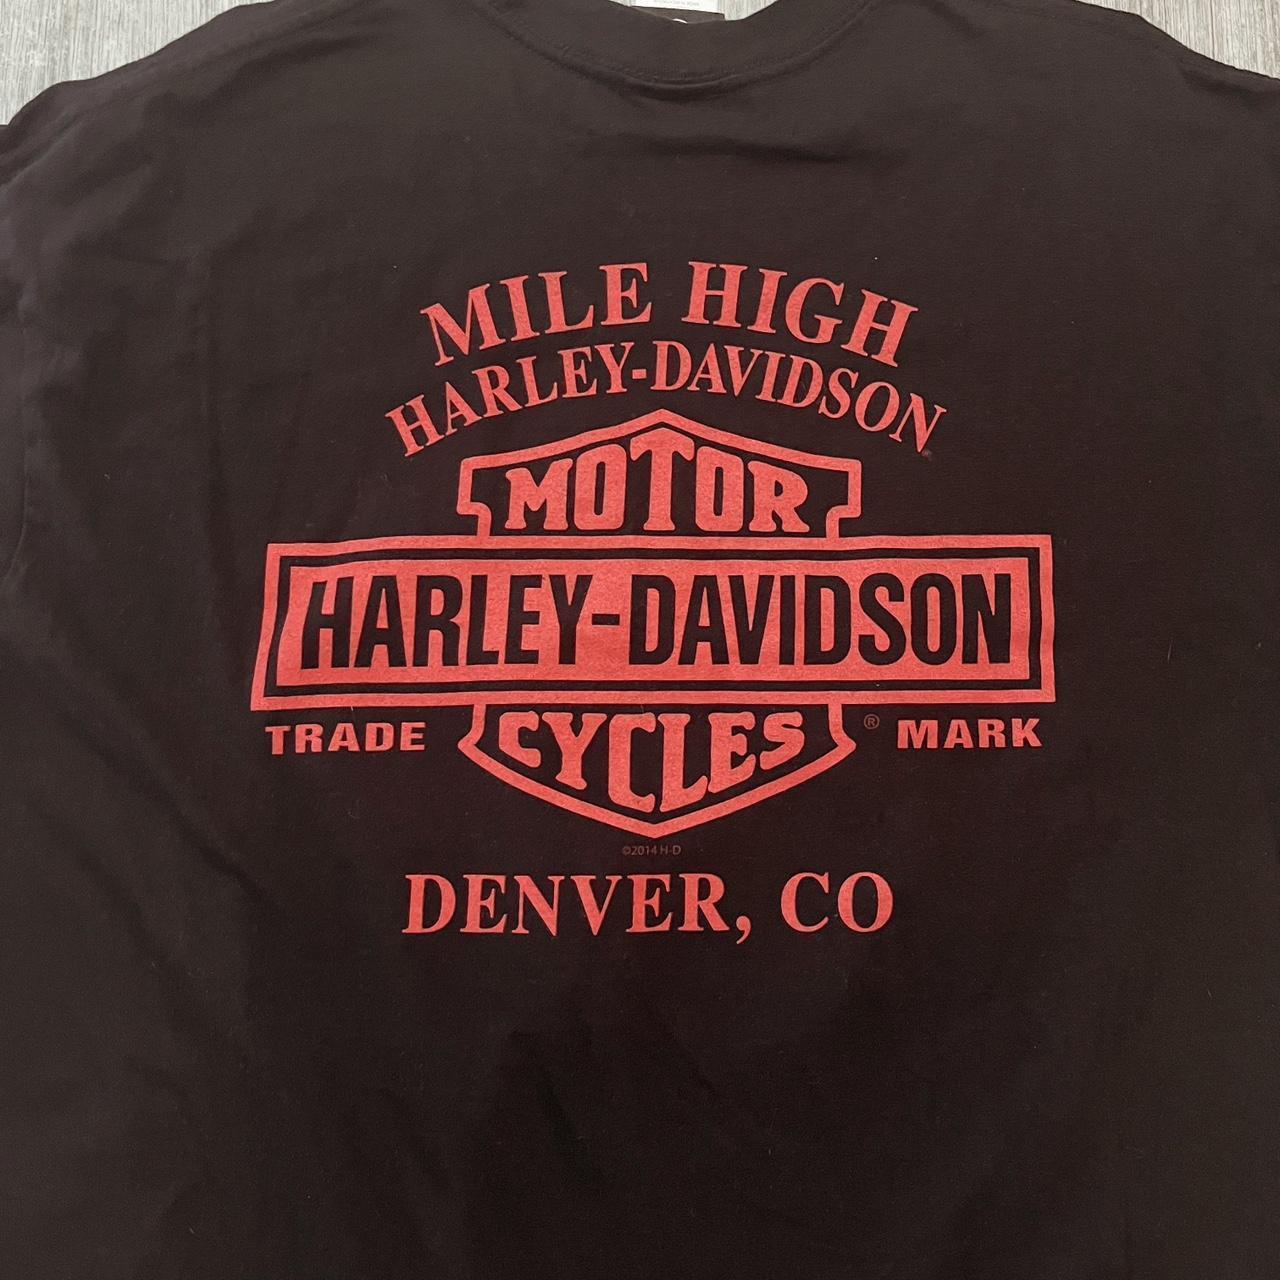 MILE HIGH
HARLEY-DAVIDSON
MOTOR
HARLEY-DAVIDSON
TRADE CYCLES ® MARK
©2014 H-D
DENVER, CO